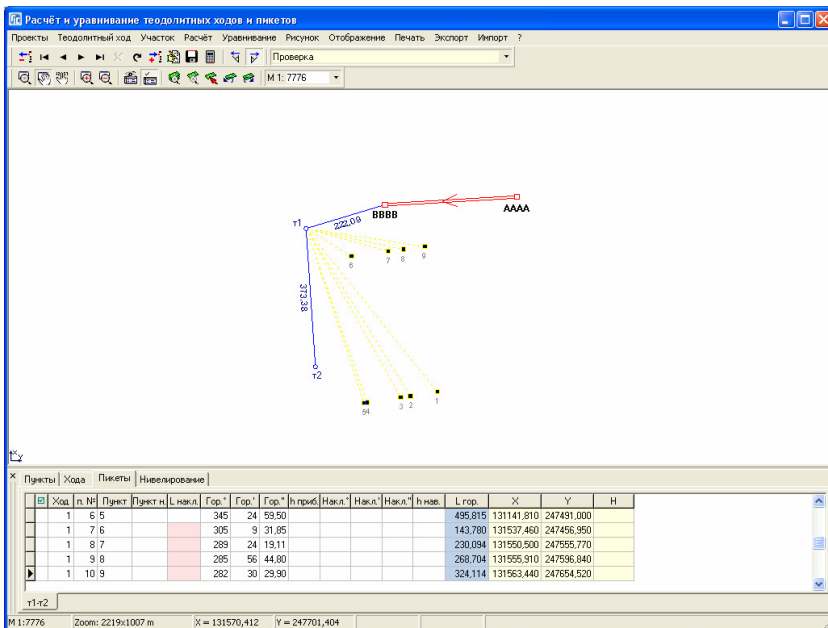 Расчёт и уравнивание теодолитных ходов и пикетов
Проекты Теодолитный ход Участок Расчёт Уравнивание Рисунок Отображение Печать Экспорт Импорт ?
Проверка
М 1: 7776
BBBB
AAAA
т1
222,09
6
7
8
9
373,38
т2
54
3
2
1
x
y
Пункты Хода Пикеты Нивелирование
Ход п. № Пункт Пункт н. L накл. Гор.° Гор.' Гор." h приб. Накл.° Накл.' Накл." h нав. L гор. X Y H
1 6 5 345 24 59,50 495,815 131141,810 247491,000
1 7 6 305 9 31,85 143,780 131537,460 247456,950
1 8 7 289 24 19,11 230,094 131550,500 247555,770
1 9 8 285 56 44,80 268,704 131555,910 247596,840
1 10 9 282 30 29,90 324,114 131563,440 247654,520
т1-т2
М 1:7776 Zoom: 2219x1007 m X = 131570,412 Y = 247701,404